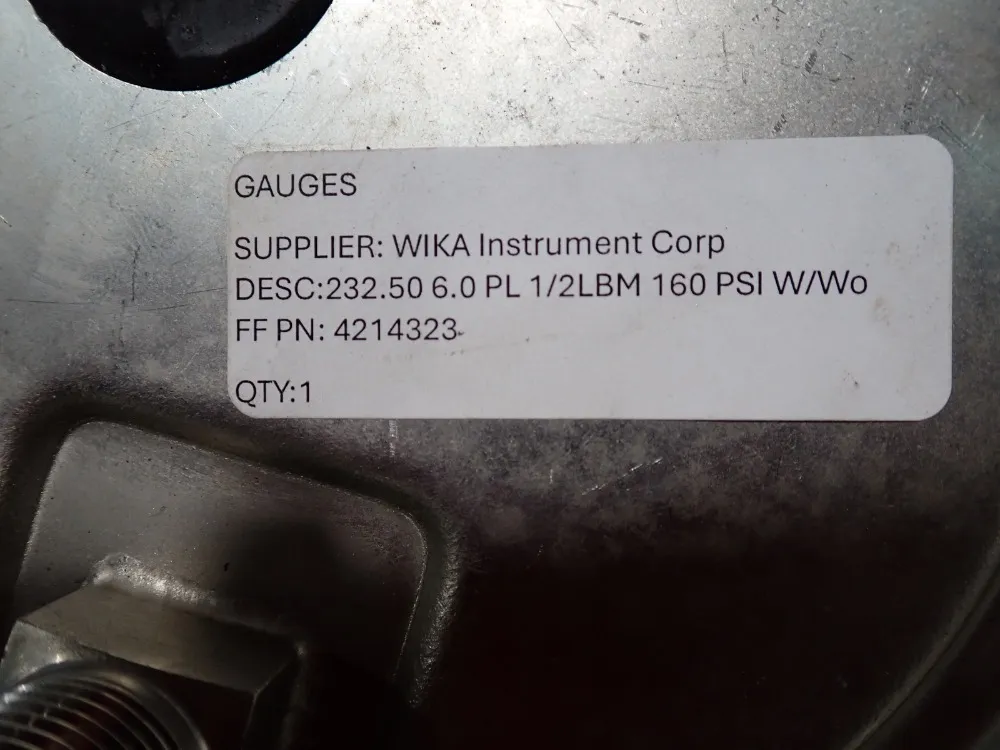 GAUGES
SUPPLIER: WIKA Instrument Corp
DESC:232.50 6.0 PL 1/2LBM 160 PSI W/Wo
FF PN: 4214323
QTY:1